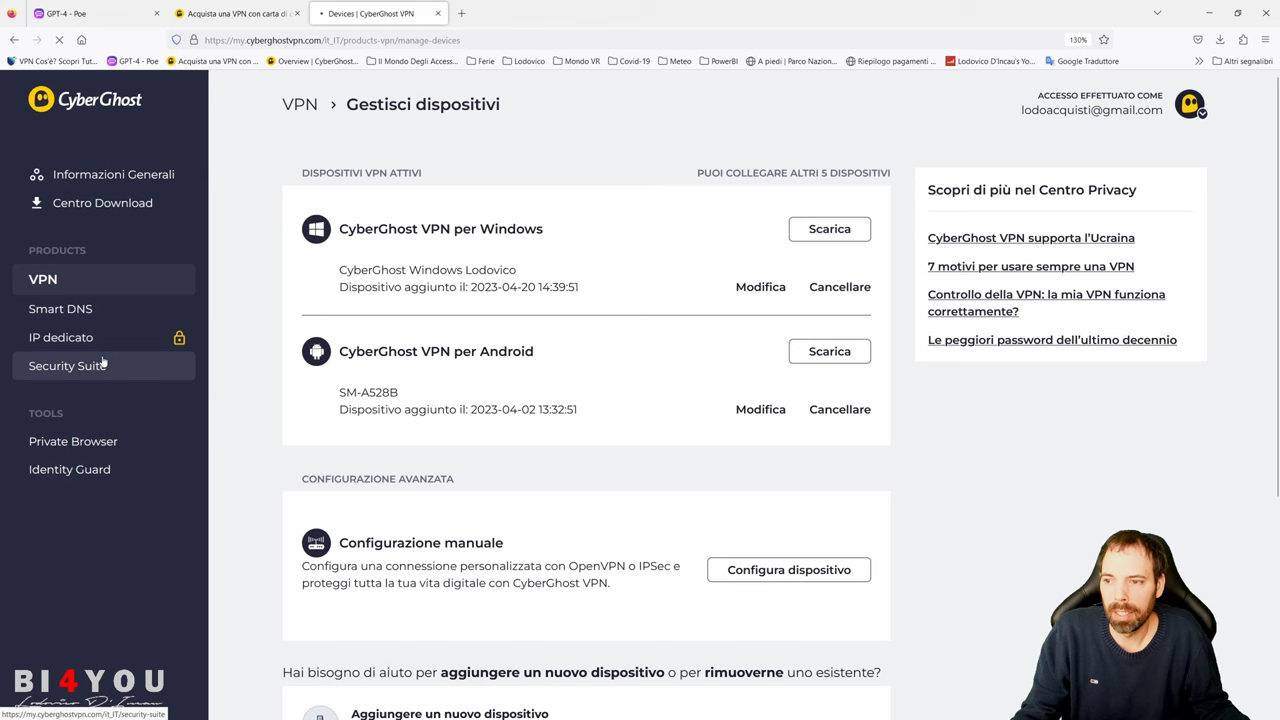 GPT-4 - Poe
Acquista una VPN con carta di c
Devices | CyberGhost VPN
https://my.cyberghostvpn.com/it_IT/products-vpn/manage-devices
130%
VPN Cos'è? Scopri Tut...
GPT-4 - Poe
Acquista una VPN con ...
Overview | CyberGhost...
Il Mondo Degli Access...
Ferie
Lodovico
Mondo VR
Covid-19
Meteo
PowerBI
A piedi | Parco Nazion...
Riepilogo pagamenti ...
Lodovico D'Incau's Yo...
Google Traduttore
Altri segnalibri
CyberGhost
VPN > Gestisci dispositivi
ACCESSO EFFETTUATO COME
lodoacquisti@gmail.com
Informazioni Generali
Centro Download
PRODUCTS
VPN
Smart DNS
IP dedicato
Security Suite
TOOLS
Private Browser
Identity Guard
DISPOSITIVI VPN ATTIVI
PUOI COLLEGARE ALTRI 5 DISPOSITIVI
CyberGhost VPN per Windows
Scarica
CyberGhost Windows Lodovico
Dispositivo aggiunto il: 2023-04-20 14:39:51
Modifica
Cancellare
CyberGhost VPN per Android
Scarica
SM-A528B
Dispositivo aggiunto il: 2023-04-02 13:32:51
Modifica
Cancellare
CONFIGURAZIONE AVANZATA
Configurazione manuale
Configura una connessione personalizzata con OpenVPN o IPSec e
proteggi tutta la tua vita digitale con CyberGhost VPN.
Configura dispositivo
Hai bisogno di aiuto per aggiungere un nuovo dispositivo o per rimuoverne uno esistente?
Aggiungere un nuovo dispositivo
Scopri di più nel Centro Privacy
CyberGhost VPN supporta l'Ucraina
7 motivi per usare sempre una VPN
Controllo della VPN: la mia VPN funziona
correttamente?
Le peggiori password dell'ultimo decennio
BI4YOU
Lodovico D'Incau
https://my.cyberghostvpn.com/it_IT/security-suite